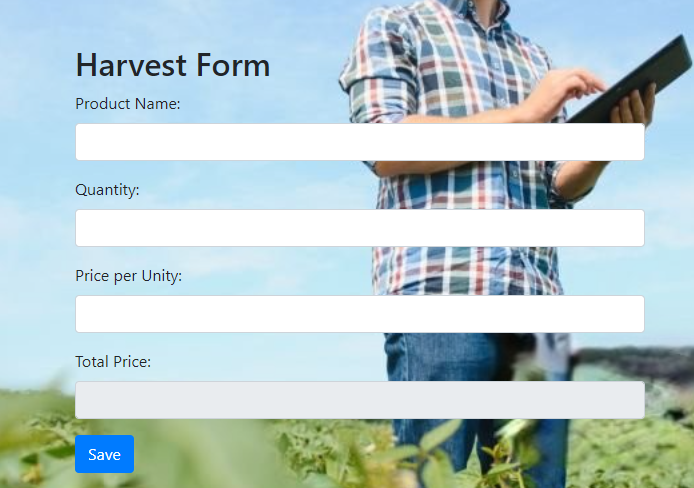 Harvest Form
Product Name:
Quantity:
Price per Unity:
Total Price:
Save